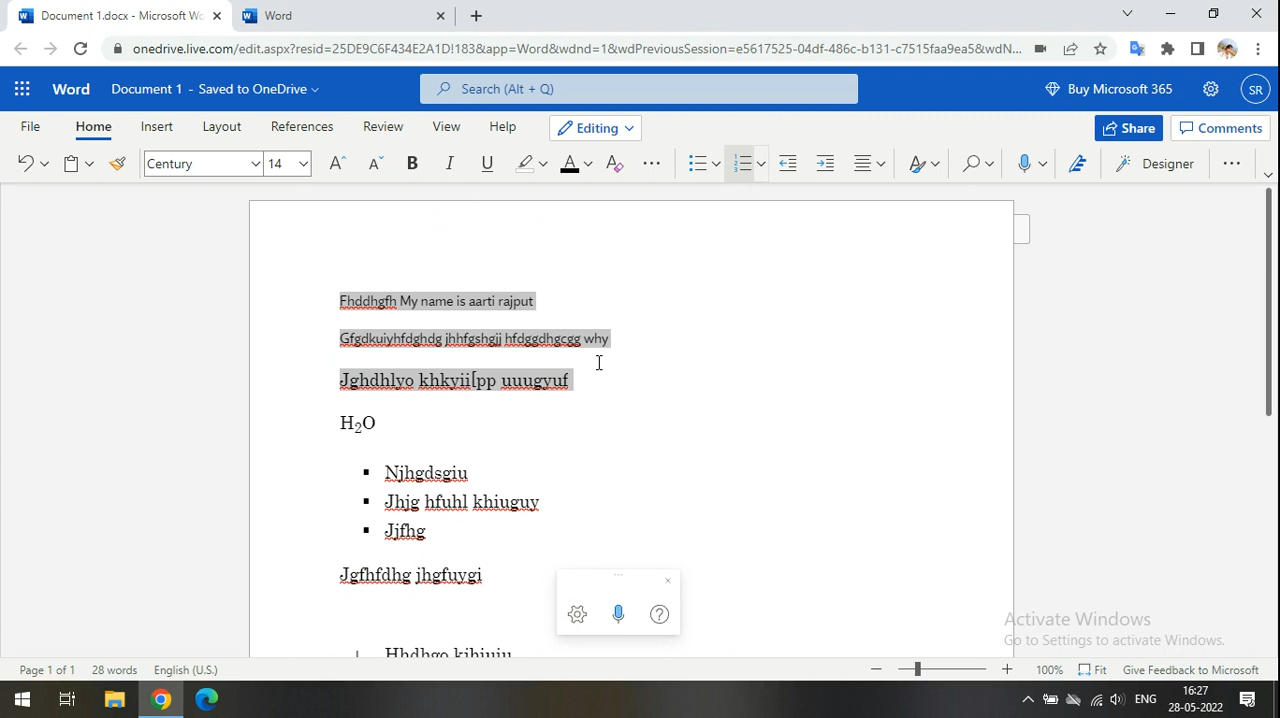 Document 1.docx - Microsoft Wo
Word
onedrive.live.com/edit.aspx?resid=25DE9C6F434E2A1D!183&app=Word&wdnd=1&wdPreviousSession=e5617525-04df-486c-b131-c7515faa9ea5&wdN...
Word Document 1 - Saved to OneDrive Search (Alt + Q) Buy Microsoft 365 SR
File Home Insert Layout References Review View Help Editing Share Comments
Century 14 B I U A Designer
Fhddhgfh My name is aarti rajput
Gfgdkuiyhfdghdg jhhfgshgjj hfdggdhgcgg why
Jghdhlyo khkyii[pp uuugyuf
H₂O
▪ Njhgdsgiu
▪ Jhjg hfuhl khiuguy
▪ Jjfhg
Jgfhfdhg jhgfuygi
Activate Windows
Go to Settings to activate Windows.
Page 1 of 1 28 words English (U.S.) 100% Fit Give Feedback to Microsoft
ENG 16:27
28-05-2022